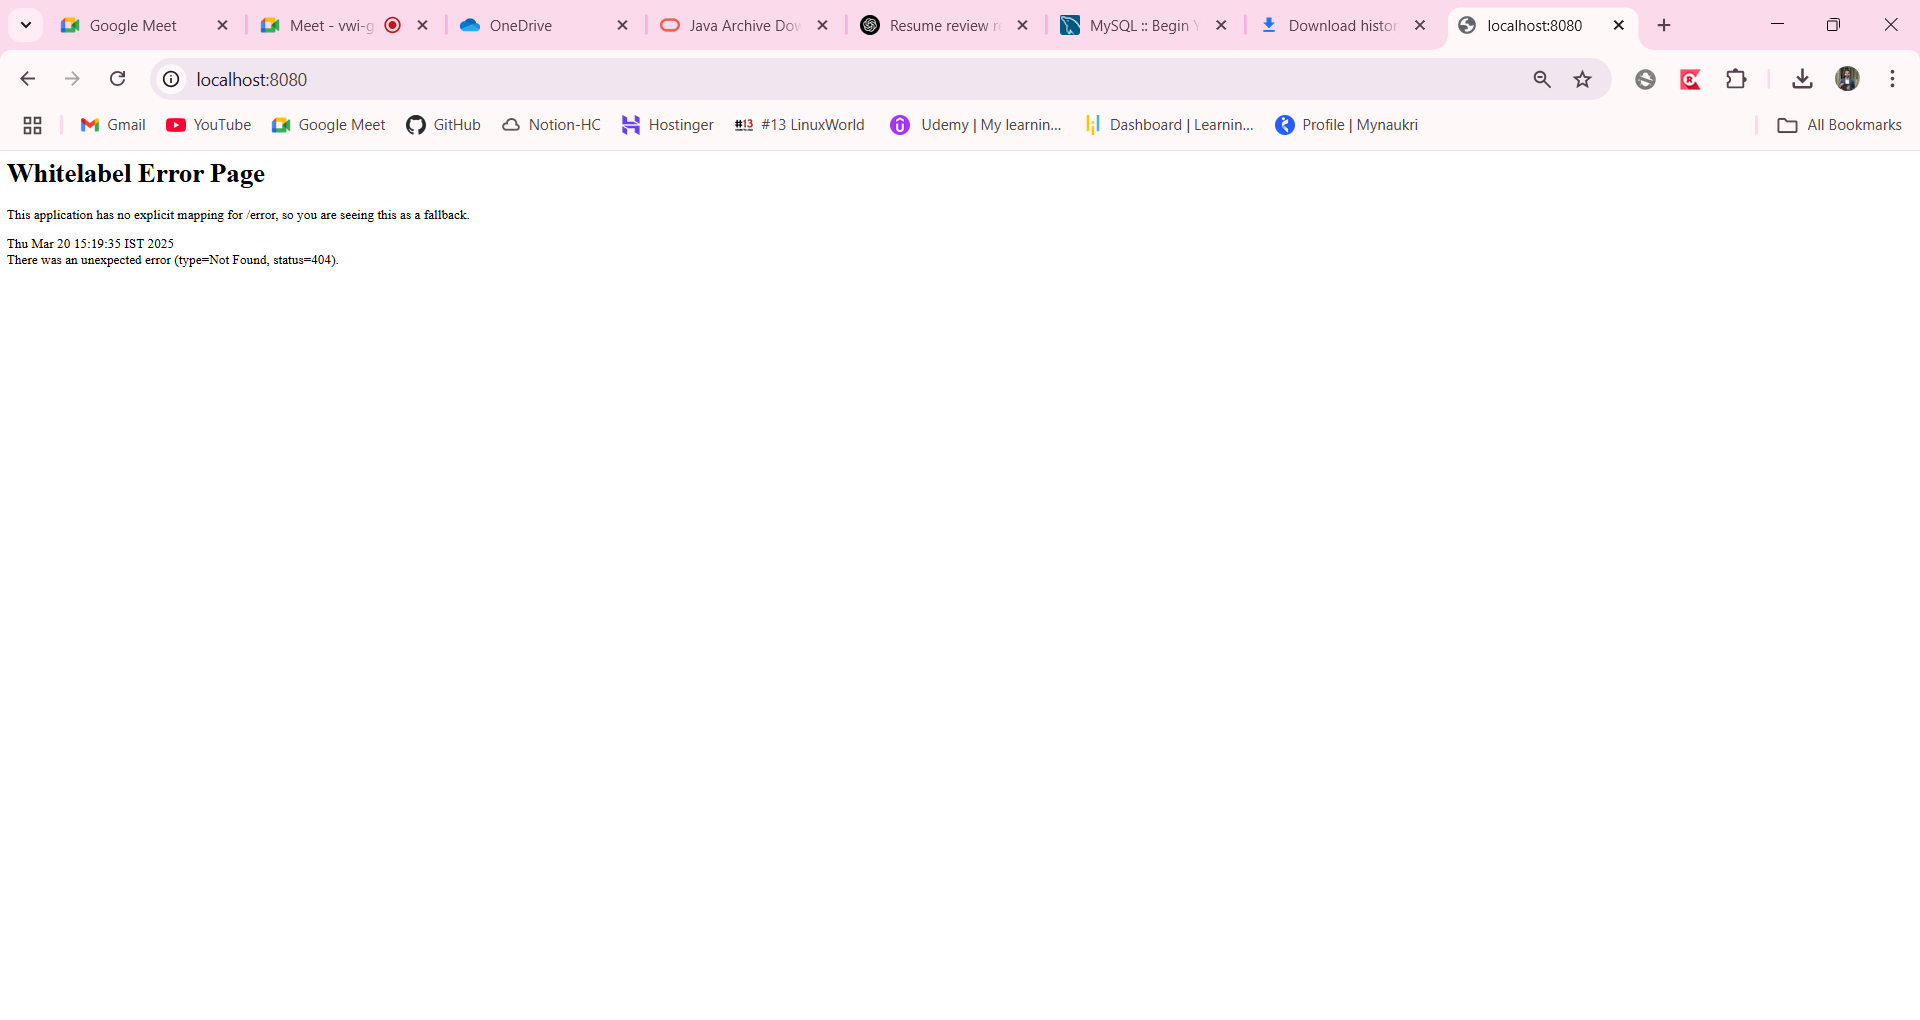 Google Meet
Meet - vwi-g
OneDrive
Java Archive Dow
Resume review re
MySQL :: Begin Y
Download histor
localhost:8080
localhost:8080
Gmail
YouTube
Google Meet
GitHub
Notion-HC
Hostinger
#13 #13 LinuxWorld
Udemy | My learnin...
Dashboard | Learnin...
Profile | Mynaukri
All Bookmarks
Whitelabel Error Page
This application has no explicit mapping for /error, so you are seeing this as a fallback.
Thu Mar 20 15:19:35 IST 2025
There was an unexpected error (type=Not Found, status=404).